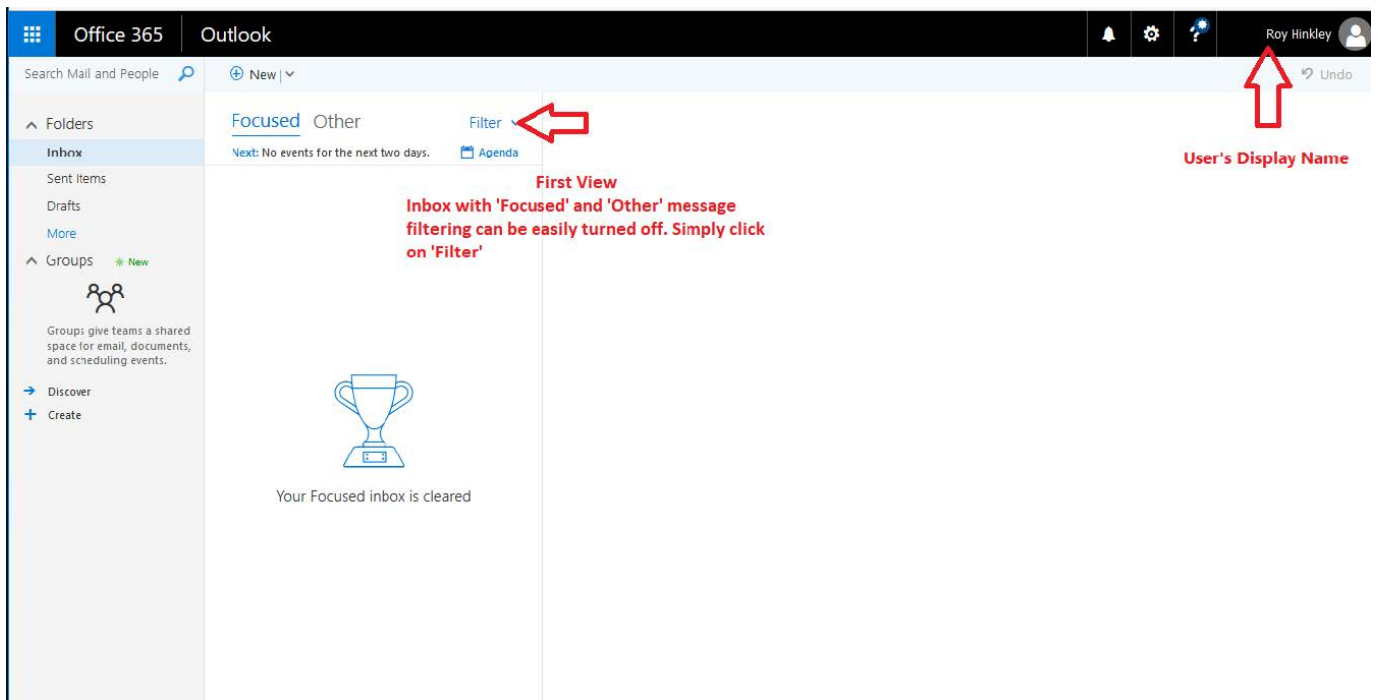 Office 365
Outlook
Roy Hinkley
Search Mail and People
New
Undo
Folders
Focused Other
Filter
Inbox
Next: No events for the next two days.
Agenda
User's Display Name
Sent Items
First View
Drafts
Inbox with 'Focused' and 'Other' message
filtering can be easily turned off. Simply click
on 'Filter'
More
Groups
New
Groups give teams a shared
space for email, documents,
and scheduling events.
Discover
Create
Your Focused inbox is cleared